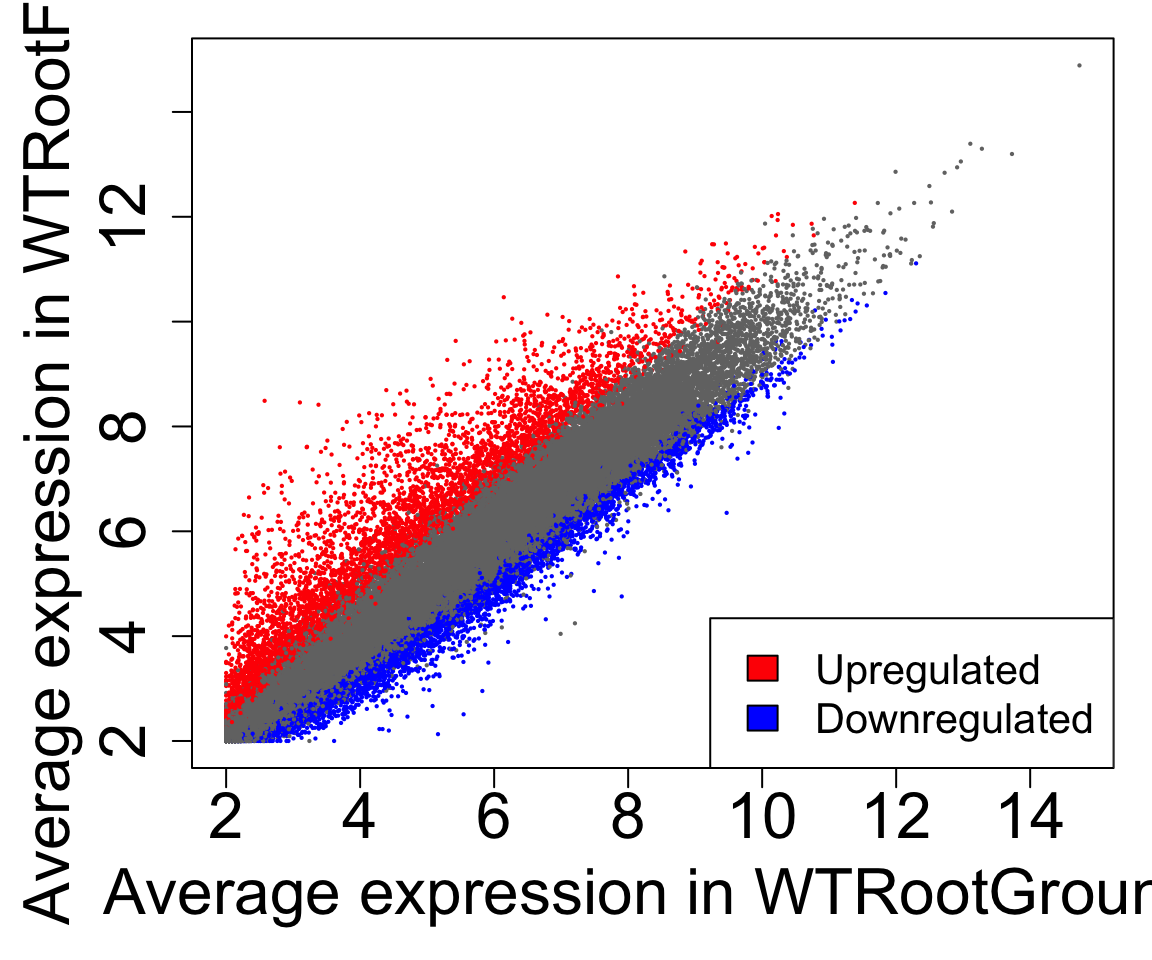 Average expression in WTRootF
12
8
6
4
2
Upregulated
Downregulated
2 4 6 8 10 12 14
Average expression in WTRootGrour